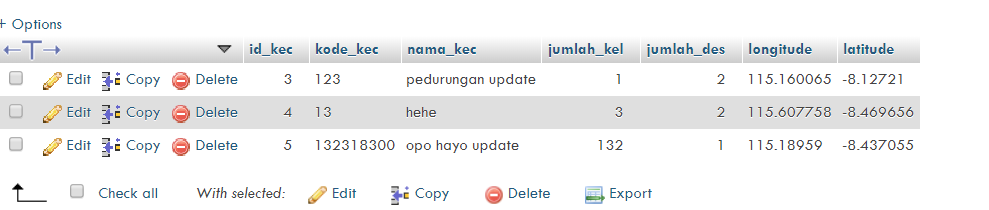 + Options
←T→ id_kec kode_kec nama_kec jumlah_kel jumlah_des longitude latitude
Edit Copy Delete 3 123 pedurungan update 1 2 115.160065 -8.12721
Edit Copy Delete 4 13 hehe 3 2 115.607758 -8.469656
Edit Copy Delete 5 132318300 opo hayo update 132 1 115.18959 -8.437055
Check all With selected: Edit Copy Delete Export